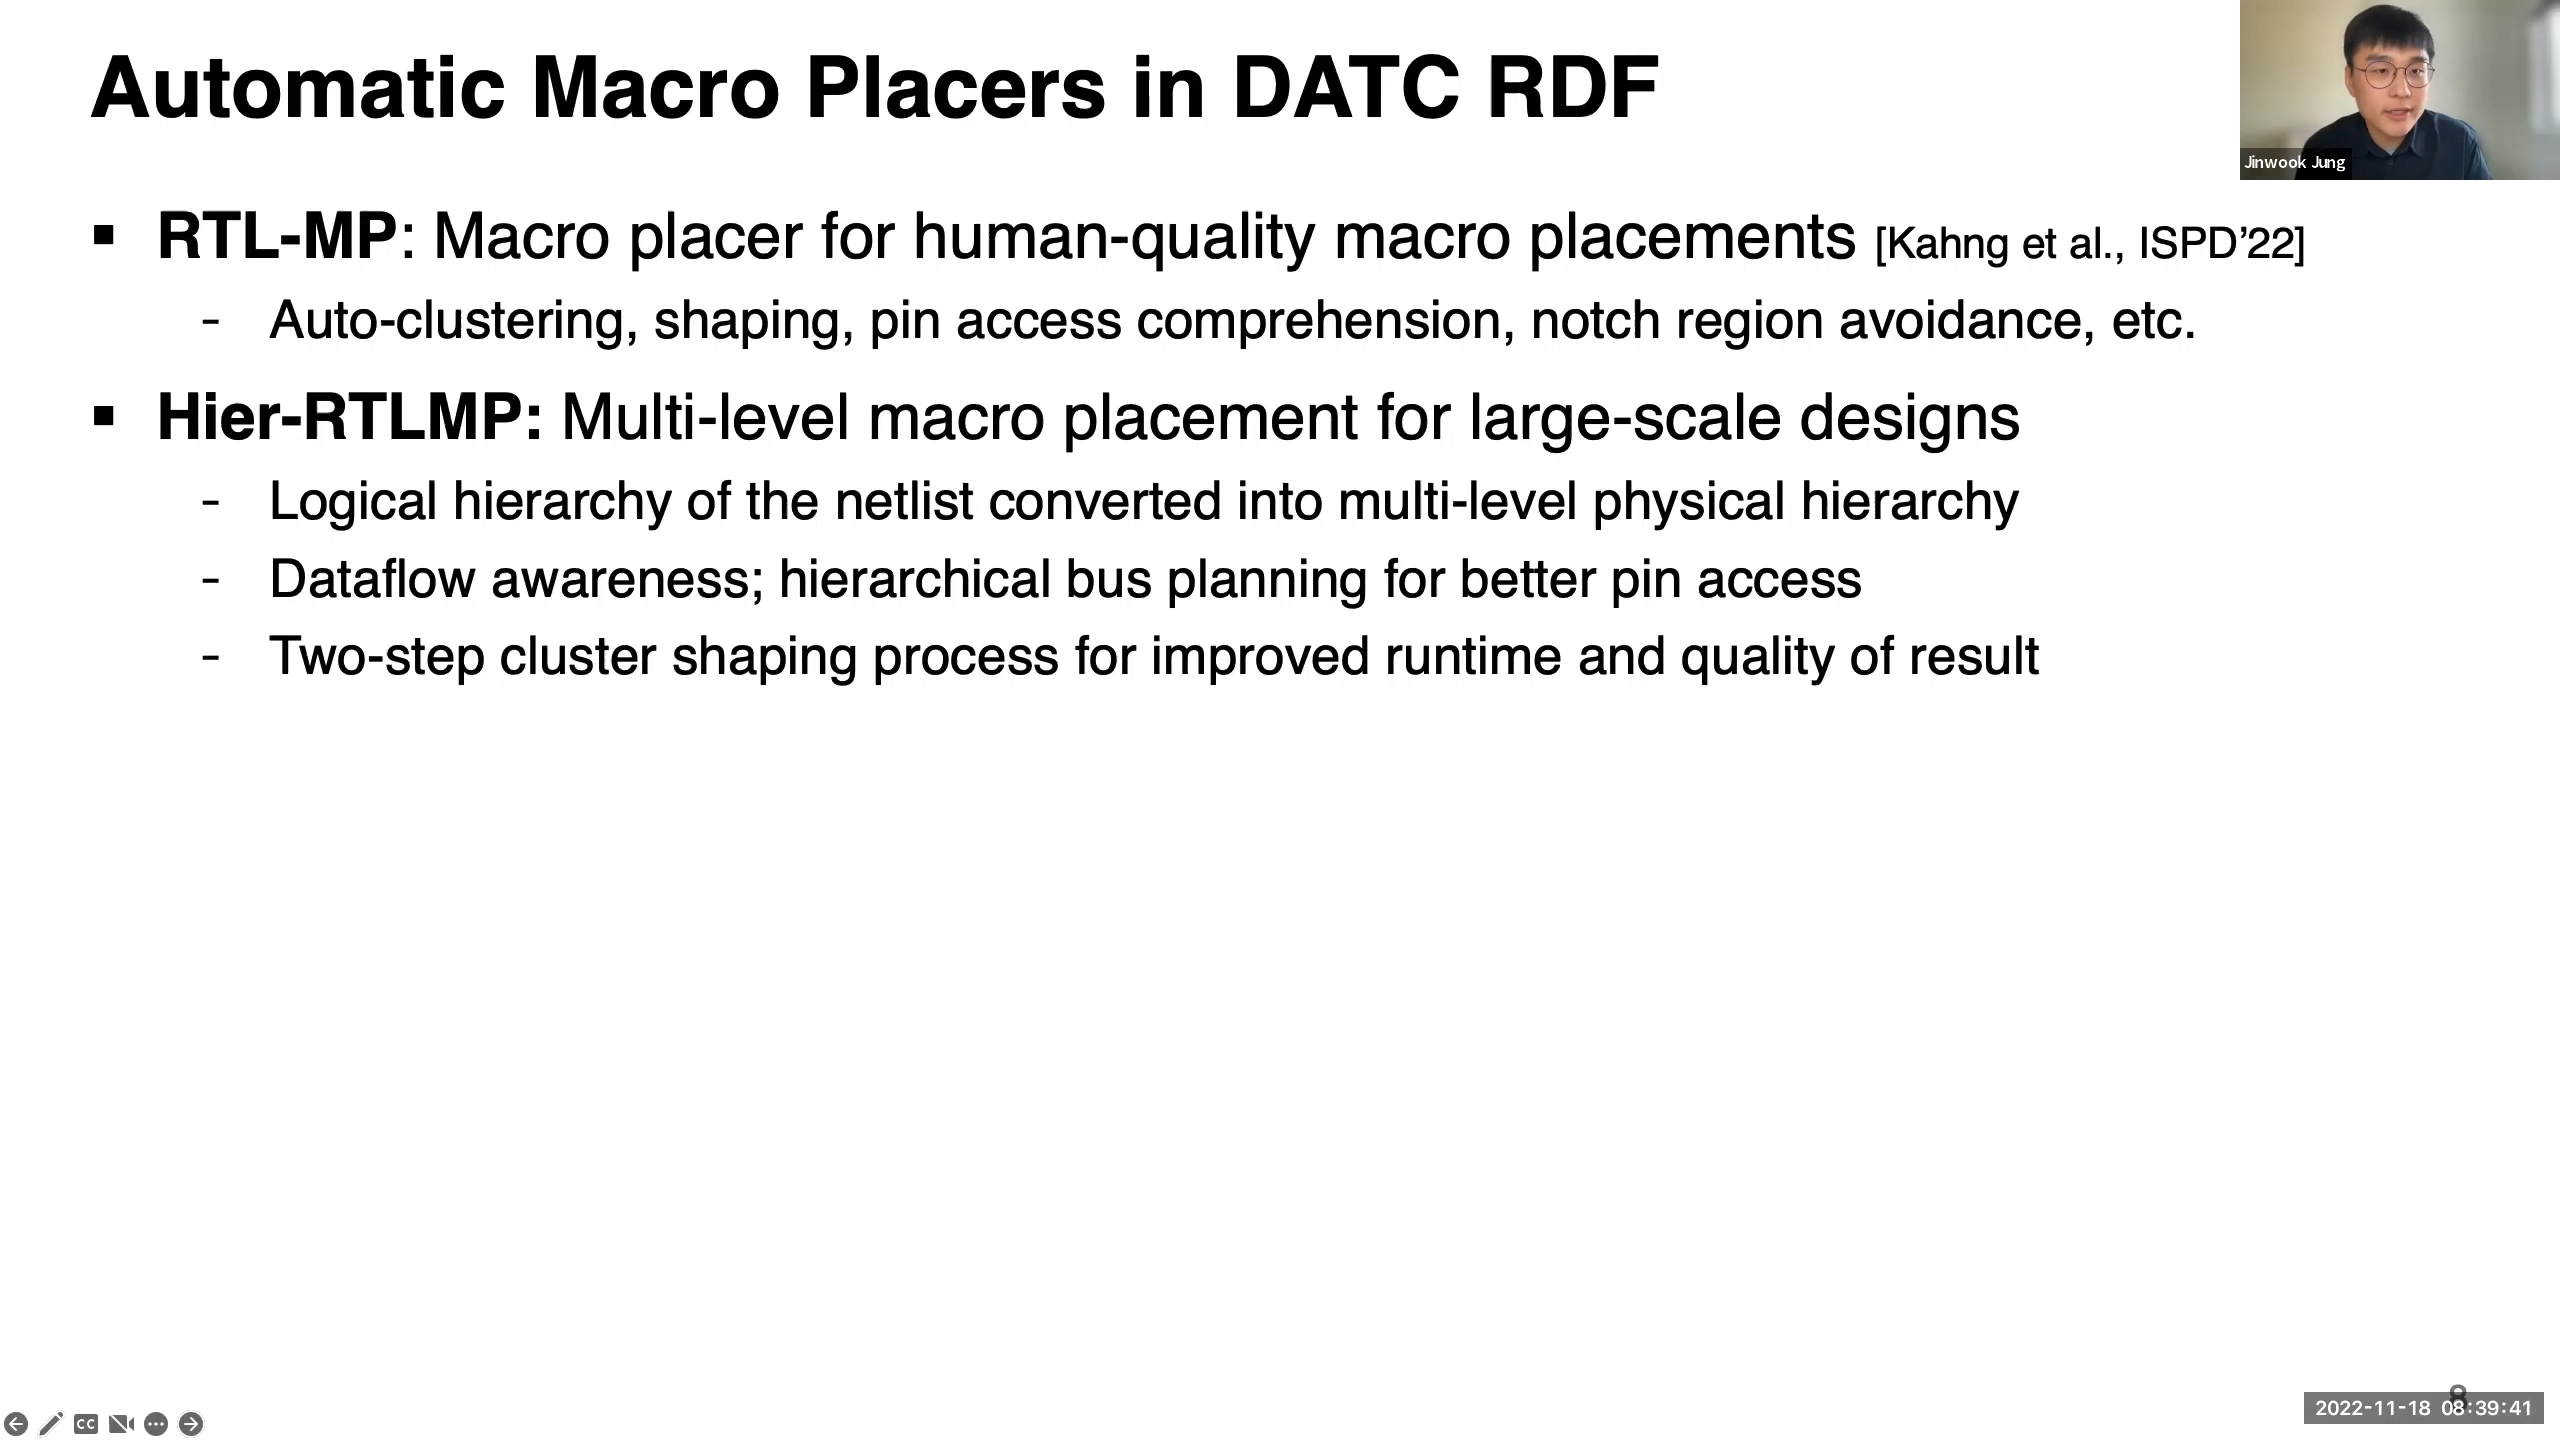 Automatic Macro Placers in DATC RDF
Jinwook Jung
▪ RTL-MP: Macro placer for human-quality macro placements [Kahng et al., ISPD’22]
- Auto-clustering, shaping, pin access comprehension, notch region avoidance, etc.
▪ Hier-RTLMP: Multi-level macro placement for large-scale designs
- Logical hierarchy of the netlist converted into multi-level physical hierarchy
- Dataflow awareness; hierarchical bus planning for better pin access
- Two-step cluster shaping process for improved runtime and quality of result
CC
8
2022-11-18 08:39:41